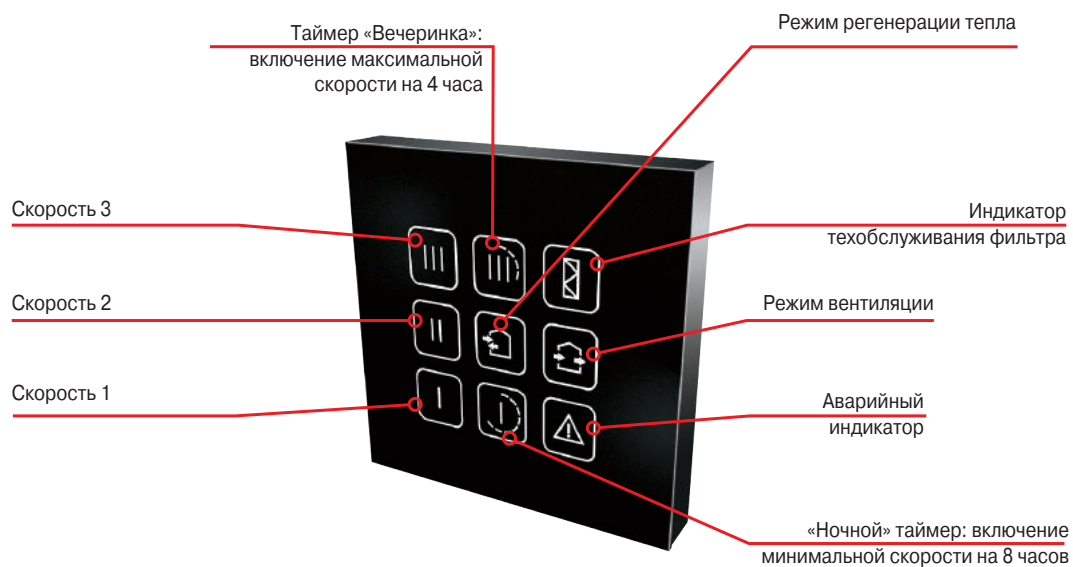 Режим регенерации тепла
Таймер «Вечеринка»:
включение максимальной
скорости на 4 часа
Скорость 3
Индикатор
техобслуживания фильтра
Скорость 2
Режим вентиляции
Скорость 1
Аварийный
индикатор
«Ночной» таймер: включение
минимальной скорости на 8 часов